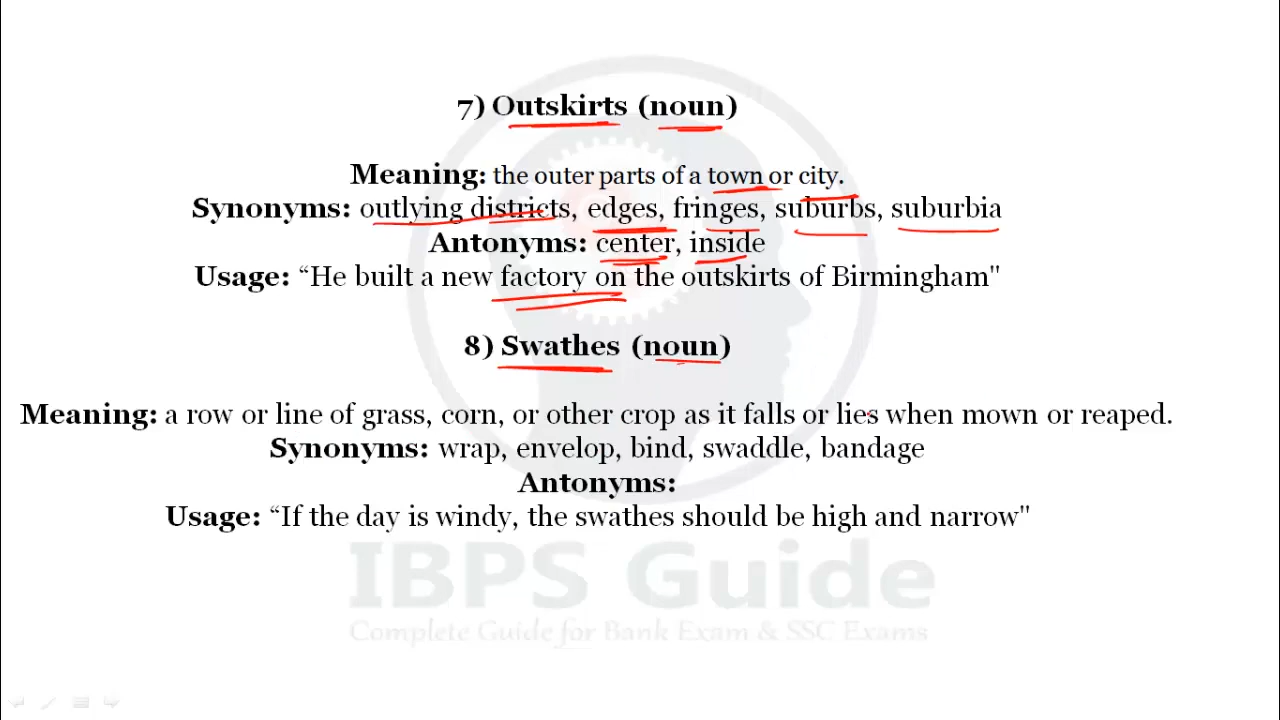 7) Outskirts (noun)
Meaning: the outer parts of a town or city.
Synonyms: outlying districts, edges, fringes, suburbs, suburbia
Antonyms: center, inside
Usage: “He built a new factory on the outskirts of Birmingham"
8) Swathes (noun)
Meaning: a row or line of grass, corn, or other crop as it falls or lies when mown or reaped.
Synonyms: wrap, envelop, bind, swaddle, bandage
Antonyms:
Usage: “If the day is windy, the swathes should be high and narrow"
IBPS Guide
Complete Guide for Bank Exam & SSC Exams